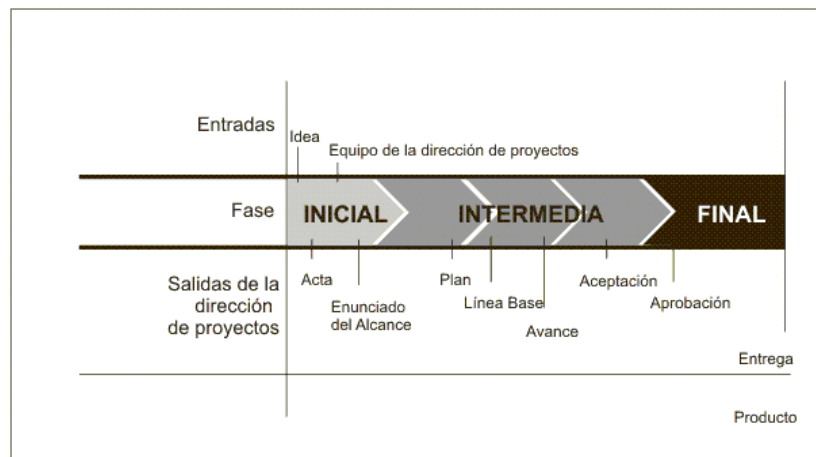 Entradas
Idea
Equipo de la dirección de proyectos
Fase
INICIAL
INTERMEDIA
FINAL
Salidas de la
dirección
de proyectos
Acta
Enunciado
del Alcance
Plan
Línea Base
Avance
Aceptación
Aprobación
Entrega
Producto